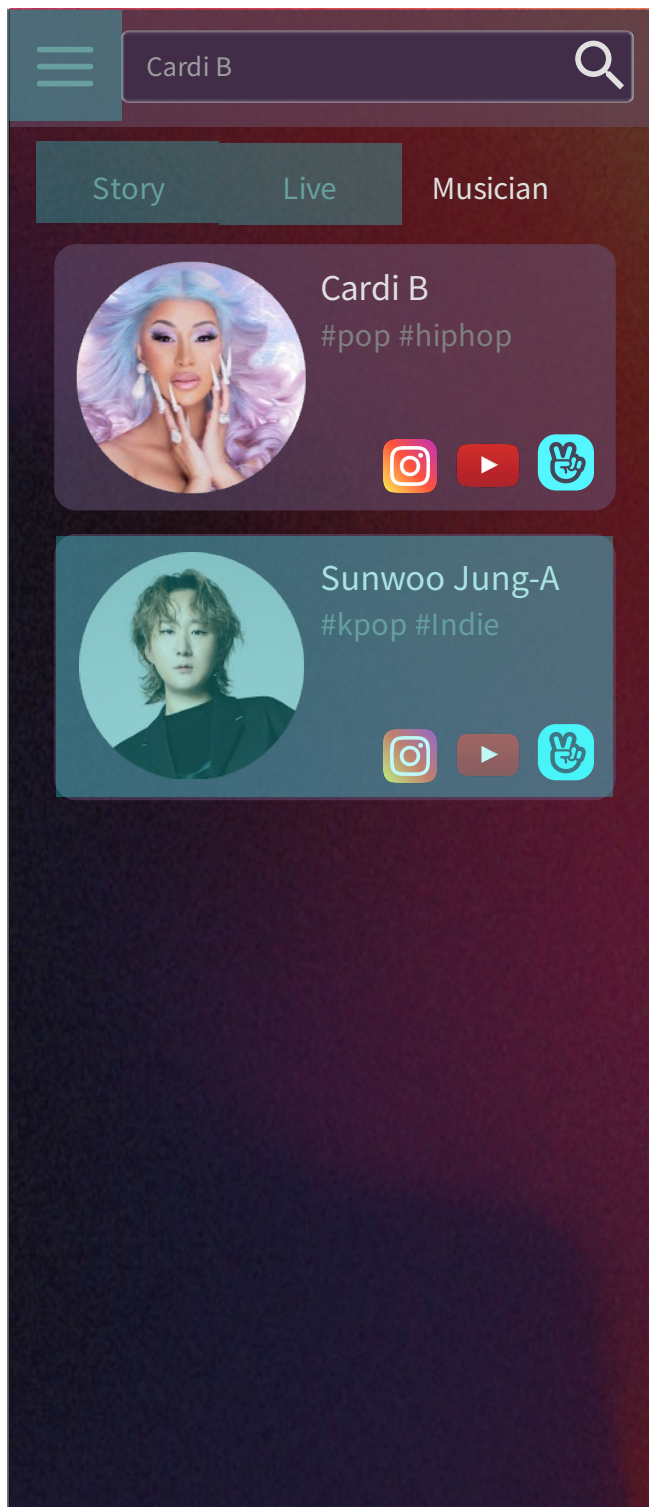 Cardi B
Story Live Musician
Cardi B
#pop #hiphop
Sunwoo Jung-A
#kpop #Indie